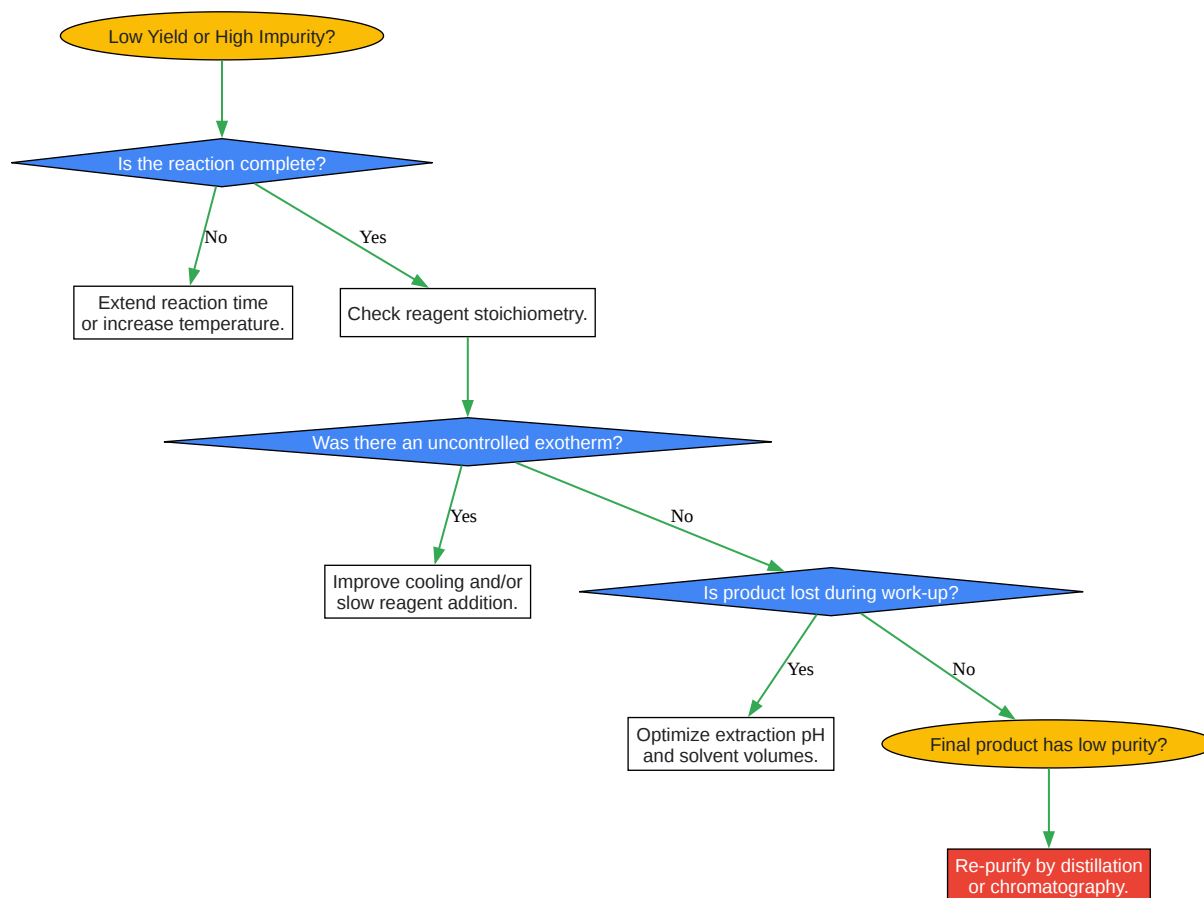 Low Yield or High Impurity?
Is the reaction complete?
No
Yes
Extend reaction time
or increase temperature.
Check reagent stoichiometry.
Was there an uncontrolled exotherm?
Yes
No
Improve cooling and/or
slow reagent addition.
Is product lost during work-up?
Yes
No
Optimize extraction pH
and solvent volumes.
Final product has low purity?
Re-purify by distillation
or chromatography.